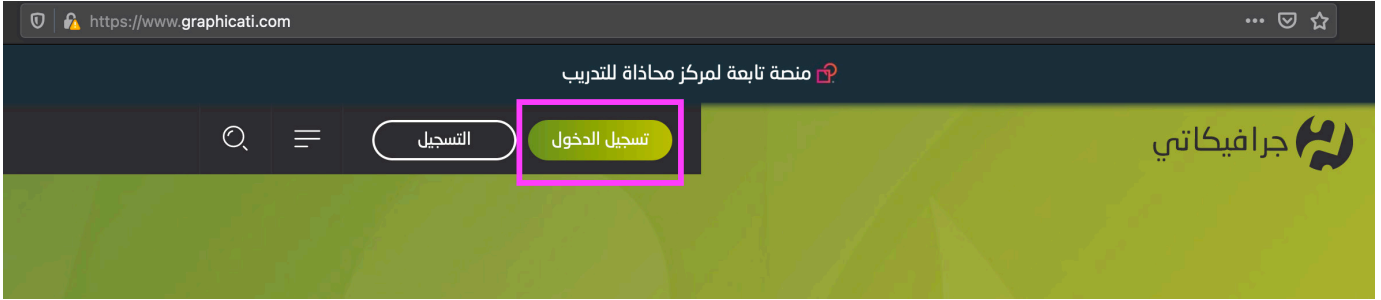 https://www.graphicati.com
منصة تابعة لمركز محاذاة للتدريب
جرافيكاتي
تسجيل الدخول
التسجيل